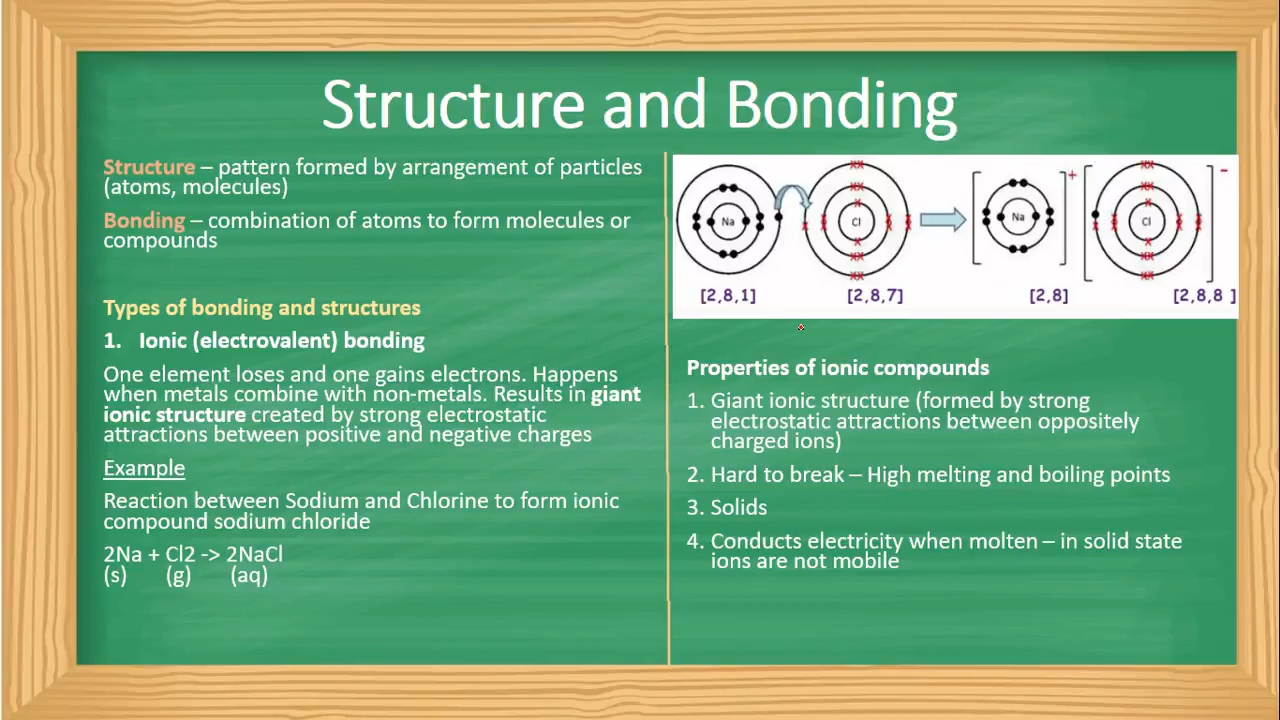 Structure and Bonding
Structure – pattern formed by arrangement of particles
(atoms, molecules)
Bonding – combination of atoms to form molecules or
compounds
Types of bonding and structures
1. Ionic (electrovalent) bonding
One element loses and one gains electrons. Happens
when metals combine with non-metals. Results in giant
ionic structure created by strong electrostatic
attractions between positive and negative charges
Example
Reaction between Sodium and Chlorine to form ionic
compound sodium chloride
2Na + Cl2 -> 2NaCl
(s) (g) (aq)
Na Cl Na + Cl -
[2,8,1] [2,8,7] [2,8] [2,8,8 ]
Properties of ionic compounds
1. Giant ionic structure (formed by strong
electrostatic attractions between oppositely
charged ions)
2. Hard to break – High melting and boiling points
3. Solids
4. Conducts electricity when molten – in solid state
ions are not mobile